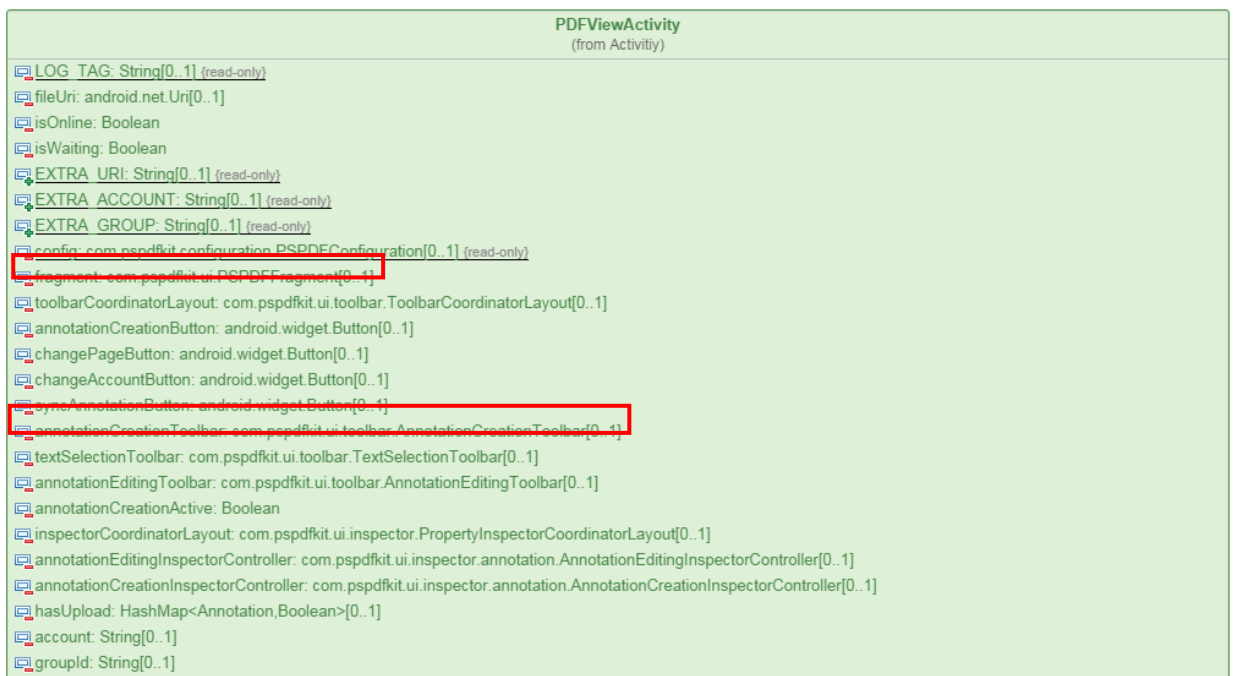 PDFViewActivity
(from Activitiy)
LOG_TAG: String[0..1] {read-only}
fileUri: android.net.Uri[0..1]
isOnline: Boolean
isWaiting: Boolean
EXTRA_URI: String[0..1] {read-only}
EXTRA_ACCOUNT: String[0..1] {read-only}
EXTRA_GROUP: String[0..1] {read-only}
config: com.pspdfkit.configuration.PSPDFConfiguration[0..1] {read-only}
fragment: com.pspdfkit.ui.PSPDFFragment[0..1]
toolbarCoordinatorLayout: com.pspdfkit.ui.toolbar.ToolbarCoordinatorLayout[0..1]
annotationCreationButton: android.widget.Button[0..1]
changePageButton: android.widget.Button[0..1]
changeAccountButton: android.widget.Button[0..1]
syncAnnotationButton: android.widget.Button[0..1]
annotationCreationToolbar: com.pspdfkit.ui.toolbar.AnnotationCreationToolbar[0..1]
textSelectionToolbar: com.pspdfkit.ui.toolbar.TextSelectionToolbar[0..1]
annotationEditingToolbar: com.pspdfkit.ui.toolbar.AnnotationEditingToolbar[0..1]
annotationCreationActive: Boolean
inspectorCoordinatorLayout: com.pspdfkit.ui.inspector.PropertyInspectorCoordinatorLayout[0..1]
annotationEditingInspectorController: com.pspdfkit.ui.inspector.annotation.AnnotationEditingInspectorController[0..1]
annotationCreationInspectorController: com.pspdfkit.ui.inspector.annotation.AnnotationCreationInspectorController[0..1]
hasUpload: HashMap<Annotation,Boolean>[0..1]
account: String[0..1]
groupId: String[0..1]